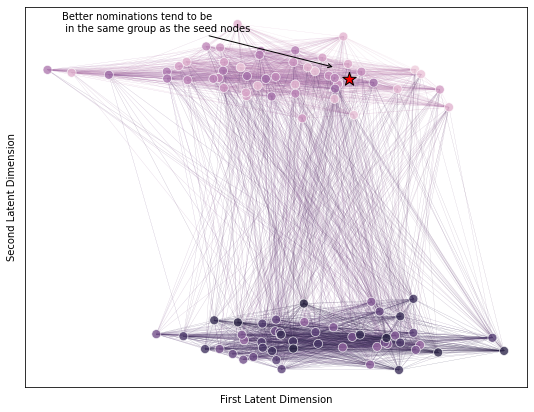 Better nominations tend to be
in the same group as the seed nodes
Second Latent Dimension
First Latent Dimension